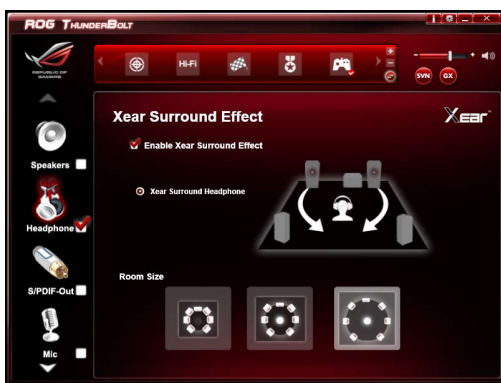 ROG THUNDERBOLT
REPUBLIC OF
GAMERS
Hi-Fi
SVN
GX
Xear Surround Effect
Xear
Enable Xear Surround Effect
Speakers
Xear Surround Headphone
Headphone
Room Size
S/PDIF-Out
Mic